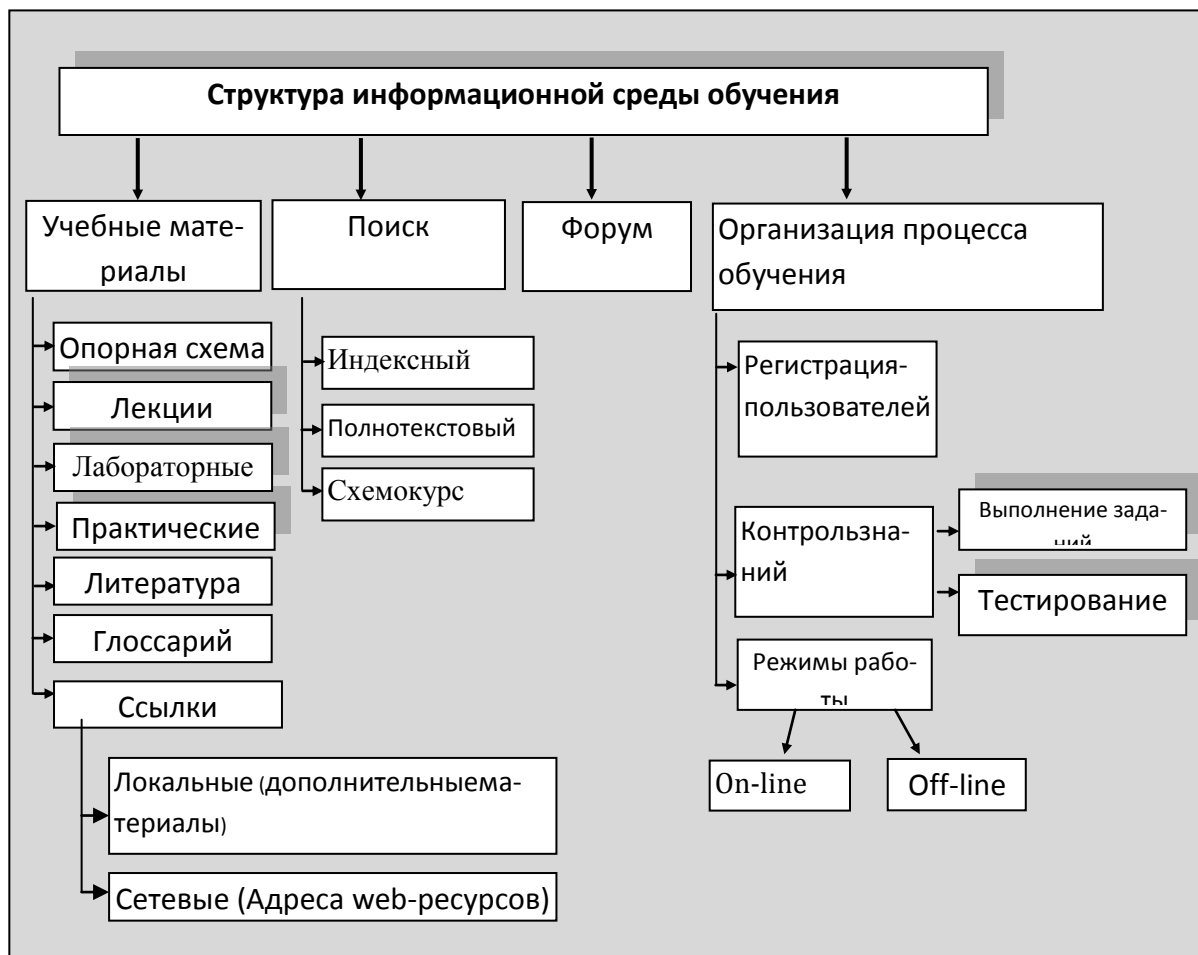 Структура информационной среды обучения
Учебные мате-
риалы
Поиск
Форум
Организация процесса
обучения
Опорная схема
Лекции
Лабораторные
Практические
Литература
Глоссарий
Ссылки
Локальные (дополнительныема-
териалы)
Сетевые (Адреса web-ресурсов)
Индексный
Полнотекстовый
Схемокурс
Регистрация-
пользователей
Контрользна-
ний
Выполнение зада-
ний
Тестирование
Режимы рабо-
ты
On-line
Off-line